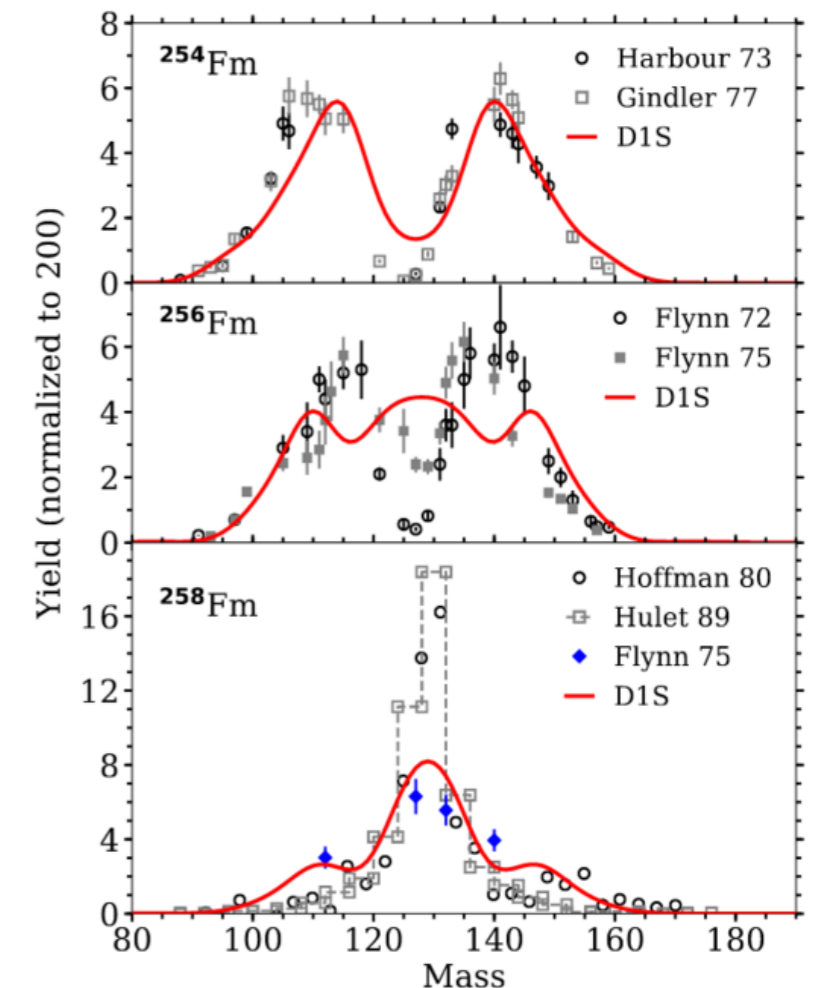 8
6
4
2
0
²⁵⁴Fm
Harbour 73
Gindler 77
D1S
6
4
2
0
²⁵⁶Fm
Flynn 72
Flynn 75
D1S
16
12
8
4
0
²⁵⁸Fm
Hoffman 80
Hulet 89
Flynn 75
D1S
Yield (normalized to 200)
80 100 120 140 160 180
Mass